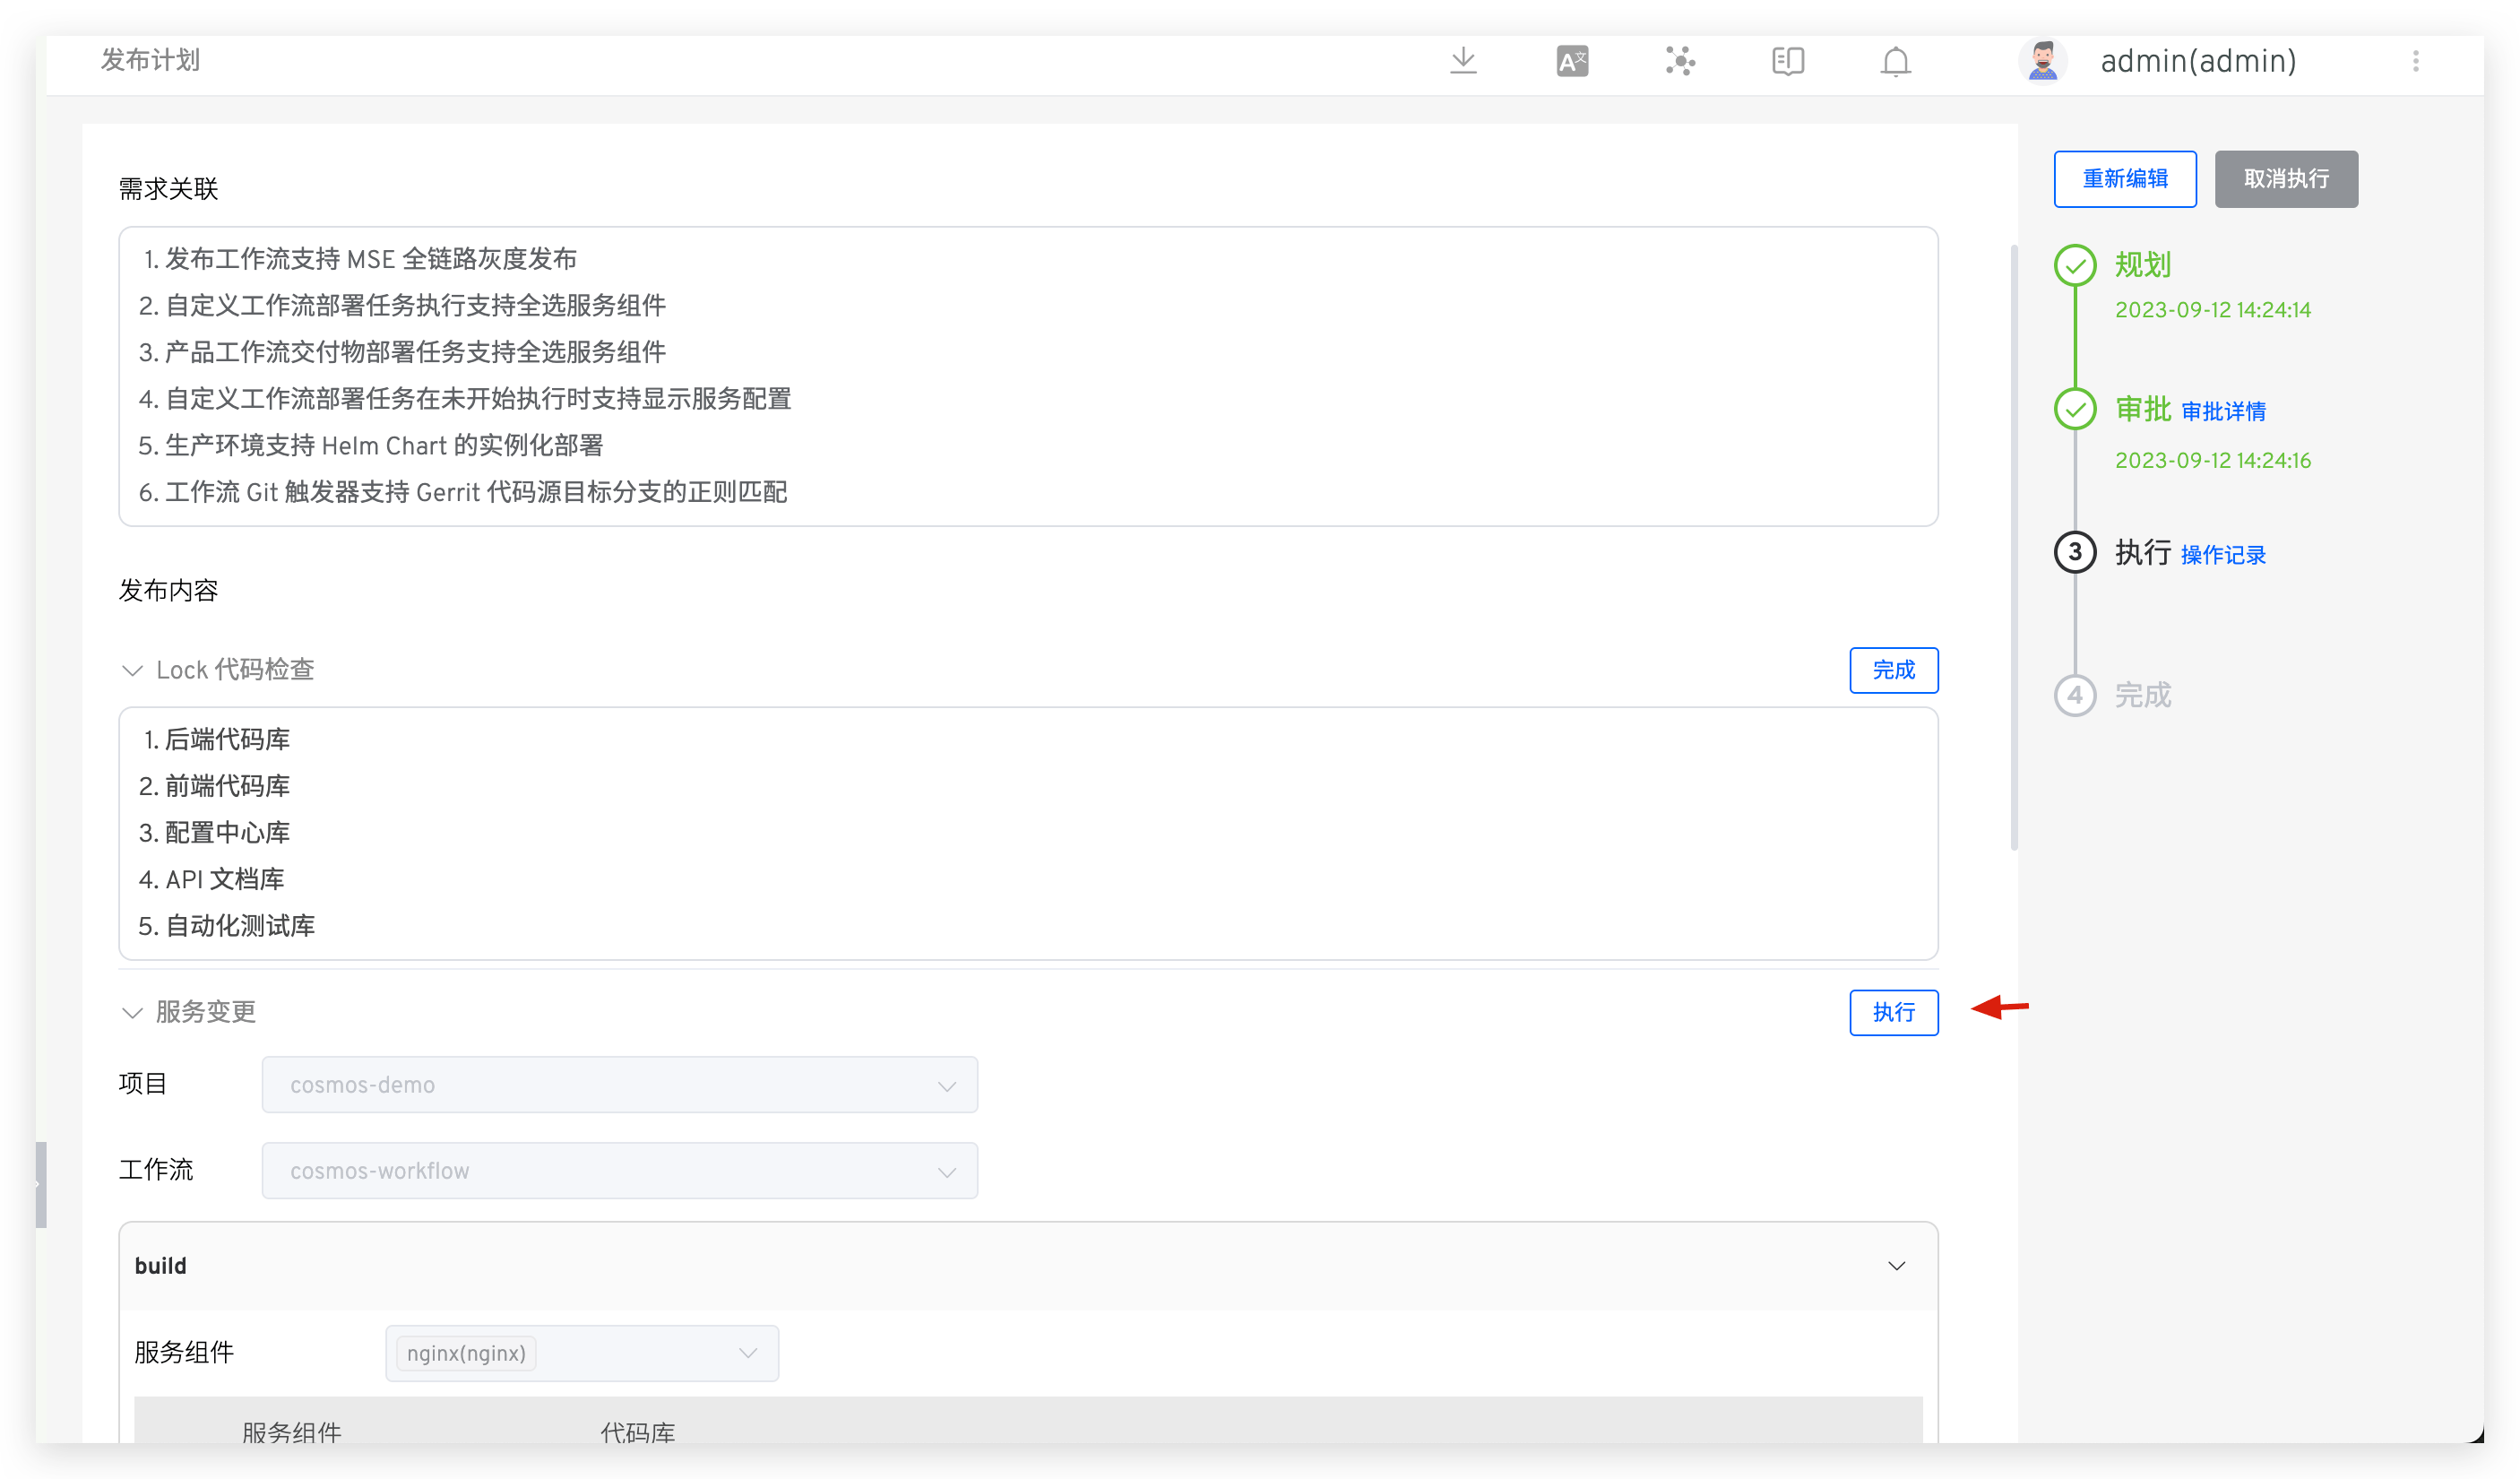 发布计划
A文
admin(admin)
需求关联
1. 发布工作流支持 MSE 全链路灰度发布
2. 自定义工作流部署任务执行支持全选服务组件
3. 产品工作流交付物部署任务支持全选服务组件
4. 自定义工作流部署任务在未开始执行时支持显示服务配置
5. 生产环境支持 Helm Chart 的实例化部署
6. 工作流 Git 触发器支持 Gerrit 代码源目标分支的正则匹配
发布内容
Lock 代码检查
完成
1. 后端代码库
2. 前端代码库
3. 配置中心库
4. API 文档库
5. 自动化测试库
服务变更
执行
项目
cosmos-demo
工作流
cosmos-workflow
build
服务组件
nginx(nginx)
服务组件 代码库
重新编辑
取消执行
规划
2023-09-12 14:24:14
审批 审批详情
2023-09-12 14:24:16
3 执行 操作记录
4 完成